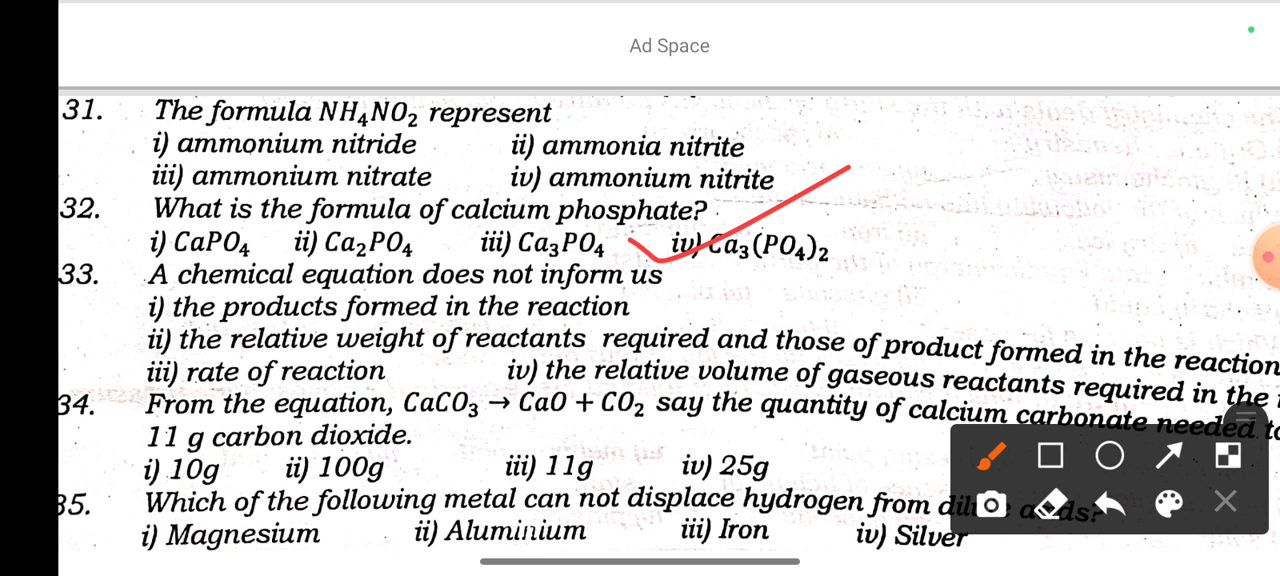 Ad Space
31. The formula NH₄NO₂ represent
i) ammonium nitride ii) ammonia nitrite
iii) ammonium nitrate iv) ammonium nitrite
32. What is the formula of calcium phosphate?
i) CaPO₄ ii) Ca₂PO₄ iii) Ca₃PO₄ iv) Ca₃(PO₄)₂
33. A chemical equation does not inform us
i) the products formed in the reaction
ii) the relative weight of reactants required and those of product formed in the reaction
iii) rate of reaction iv) the relative volume of gaseous reactants required in the
34. From the equation, CaCO₃ → CaO + CO₂ say the quantity of calcium carbonate needed
11 g carbon dioxide.
i) 10g ii) 100g iii) 11g iv) 25g
35. Which of the following metal can not displace hydrogen from
i) Magnesium ii) Aluminium iii) Iron iv) Silver